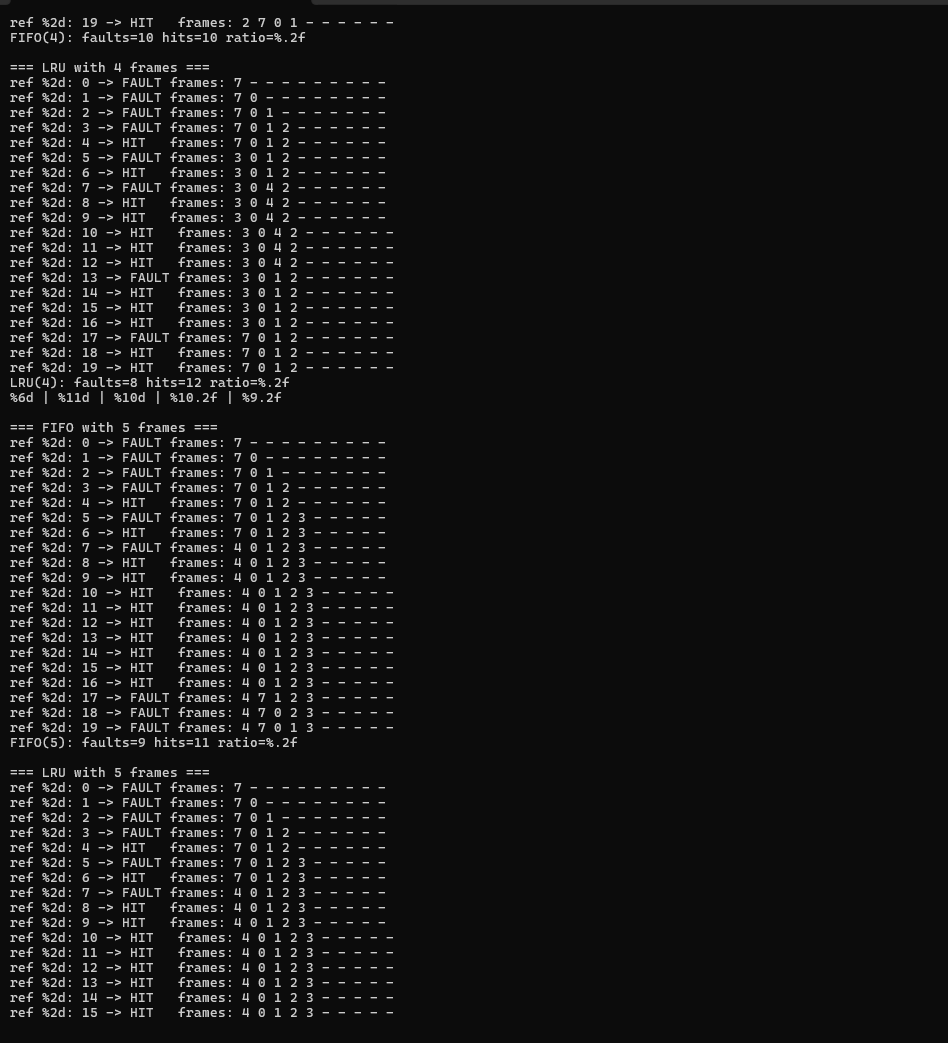 ref %2d: 19 -> HIT   frames: 2 7 0 1 - - - - - -
FIFO(4): faults=10 hits=10 ratio=%.2f
=== LRU with 4 frames ===
ref %2d: 0 -> FAULT frames: 7 - - - - - - - - -
ref %2d: 1 -> FAULT frames: 7 0 - - - - - - - -
ref %2d: 2 -> FAULT frames: 7 0 1 - - - - - - -
ref %2d: 3 -> FAULT frames: 7 0 1 2 - - - - - -
ref %2d: 4 -> HIT   frames: 7 0 1 2 - - - - - -
ref %2d: 5 -> FAULT frames: 3 0 1 2 - - - - - -
ref %2d: 6 -> HIT   frames: 3 0 1 2 - - - - - -
ref %2d: 7 -> FAULT frames: 3 0 4 2 - - - - - -
ref %2d: 8 -> HIT   frames: 3 0 4 2 - - - - - -
ref %2d: 9 -> HIT   frames: 3 0 4 2 - - - - - -
ref %2d: 10 -> HIT   frames: 3 0 4 2 - - - - - -
ref %2d: 11 -> HIT   frames: 3 0 4 2 - - - - - -
ref %2d: 12 -> HIT   frames: 3 0 4 2 - - - - - -
ref %2d: 13 -> FAULT frames: 3 0 1 2 - - - - - -
ref %2d: 14 -> HIT   frames: 3 0 1 2 - - - - - -
ref %2d: 15 -> HIT   frames: 3 0 1 2 - - - - - -
ref %2d: 16 -> HIT   frames: 3 0 1 2 - - - - - -
ref %2d: 17 -> FAULT frames: 7 0 1 2 - - - - - -
ref %2d: 18 -> HIT   frames: 7 0 1 2 - - - - - -
ref %2d: 19 -> HIT   frames: 7 0 1 2 - - - - - -
LRU(4): faults=8 hits=12 ratio=%.2f
%6d | %11d | %10d | %10.2f | %9.2f
=== FIFO with 5 frames ===
ref %2d: 0 -> FAULT frames: 7 - - - - - - - - -
ref %2d: 1 -> FAULT frames: 7 0 - - - - - - - -
ref %2d: 2 -> FAULT frames: 7 0 1 - - - - - - -
ref %2d: 3 -> FAULT frames: 7 0 1 2 - - - - - -
ref %2d: 4 -> HIT   frames: 7 0 1 2 - - - - - -
ref %2d: 5 -> FAULT frames: 7 0 1 2 3 - - - - -
ref %2d: 6 -> HIT   frames: 7 0 1 2 3 - - - - -
ref %2d: 7 -> FAULT frames: 4 0 1 2 3 - - - - -
ref %2d: 8 -> HIT   frames: 4 0 1 2 3 - - - - -
ref %2d: 9 -> HIT   frames: 4 0 1 2 3 - - - - -
ref %2d: 10 -> HIT   frames: 4 0 1 2 3 - - - - -
ref %2d: 11 -> HIT   frames: 4 0 1 2 3 - - - - -
ref %2d: 12 -> HIT   frames: 4 0 1 2 3 - - - - -
ref %2d: 13 -> HIT   frames: 4 0 1 2 3 - - - - -
ref %2d: 14 -> HIT   frames: 4 0 1 2 3 - - - - -
ref %2d: 15 -> HIT   frames: 4 0 1 2 3 - - - - -
ref %2d: 16 -> HIT   frames: 4 0 1 2 3 - - - - -
ref %2d: 17 -> FAULT frames: 4 7 1 2 3 - - - - -
ref %2d: 18 -> FAULT frames: 4 7 0 2 3 - - - - -
ref %2d: 19 -> FAULT frames: 4 7 0 1 3 - - - - -
FIFO(5): faults=9 hits=11 ratio=%.2f
=== LRU with 5 frames ===
ref %2d: 0 -> FAULT frames: 7 - - - - - - - - -
ref %2d: 1 -> FAULT frames: 7 0 - - - - - - - -
ref %2d: 2 -> FAULT frames: 7 0 1 - - - - - - -
ref %2d: 3 -> FAULT frames: 7 0 1 2 - - - - - -
ref %2d: 4 -> HIT   frames: 7 0 1 2 - - - - - -
ref %2d: 5 -> FAULT frames: 7 0 1 2 3 - - - - -
ref %2d: 6 -> HIT   frames: 7 0 1 2 3 - - - - -
ref %2d: 7 -> FAULT frames: 4 0 1 2 3 - - - - -
ref %2d: 8 -> HIT   frames: 4 0 1 2 3 - - - - -
ref %2d: 9 -> HIT   frames: 4 0 1 2 3 - - - - -
ref %2d: 10 -> HIT   frames: 4 0 1 2 3 - - - - -
ref %2d: 11 -> HIT   frames: 4 0 1 2 3 - - - - -
ref %2d: 12 -> HIT   frames: 4 0 1 2 3 - - - - -
ref %2d: 13 -> HIT   frames: 4 0 1 2 3 - - - - -
ref %2d: 14 -> HIT   frames: 4 0 1 2 3 - - - - -
ref %2d: 15 -> HIT   frames: 4 0 1 2 3 - - - - -